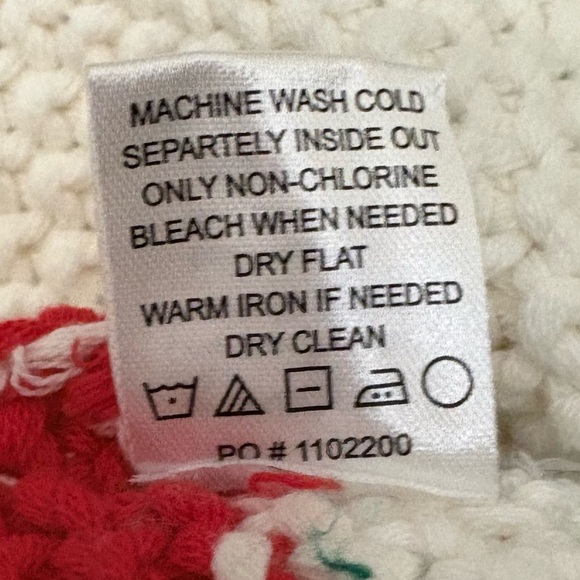 MACHINE WASH COLD
SEPARTELY INSIDE OUT
ONLY NON-CHLORINE
BLEACH WHEN NEEDED
DRY FLAT
WARM IRON IF NEEDED
DRY CLEAN
PO # 1102200